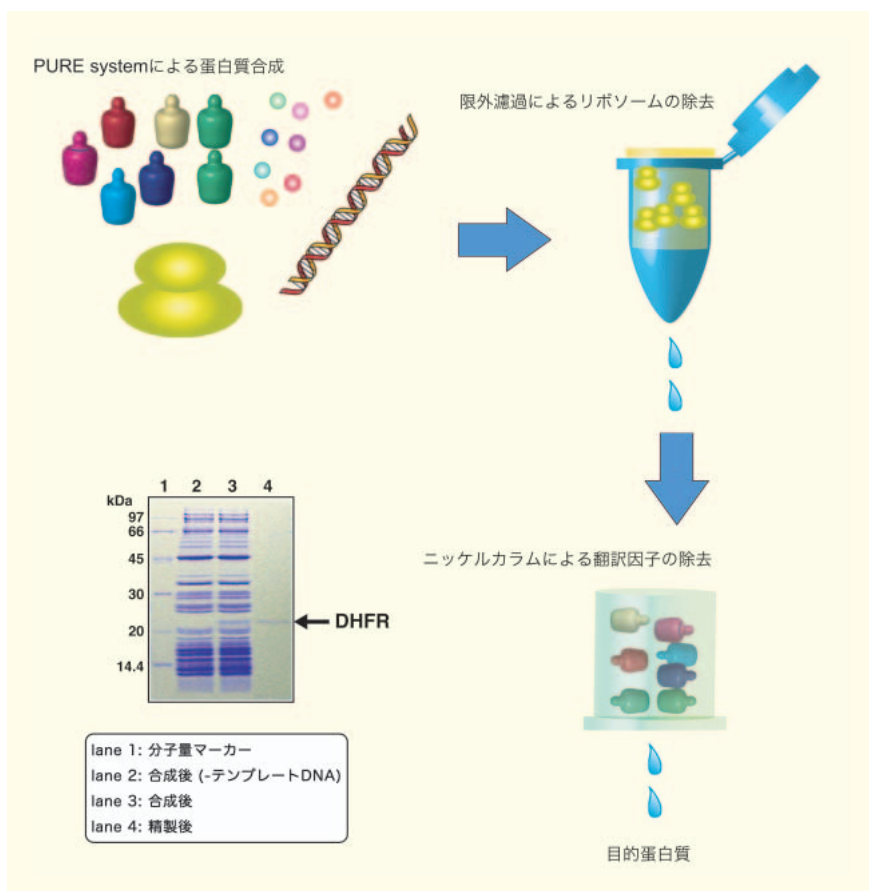 PURE systemによる蛋白質合成
限外濾過によるリボソームの除去
1 2 3 4
kDa
97
66
45
30
20
14.4
DHFR
ニッケルカラムによる翻訳因子の除去
lane 1: 分子量マーカー
lane 2: 合成後 (-テンプレートDNA)
lane 3: 合成後
lane 4: 精製後
目的蛋白質